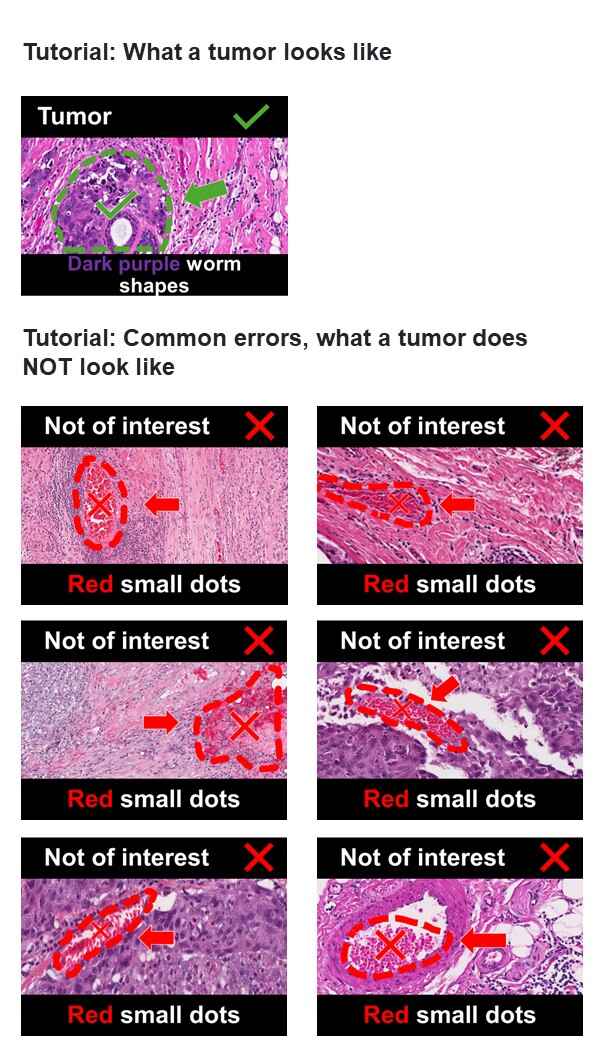 Tutorial: What a tumor looks like
Tumor
Dark purple worm
shapes
Tutorial: Common errors, what a tumor does
NOT look like
Not of interest
Red small dots
Not of interest
Red small dots
Not of interest
Red small dots
Not of interest
Red small dots
Not of interest
Red small dots
Not of interest
Red small dots